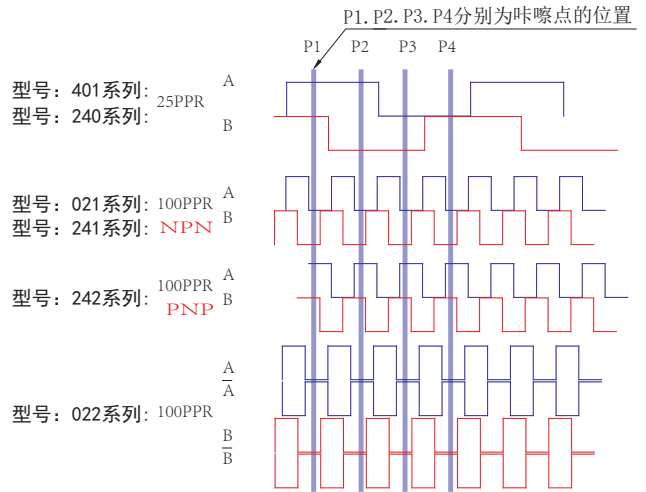 P1.P2.P3.P4分别为咔嚓点的位置
P1 P2 P3 P4
型号: 401系列: 25PPR A
型号: 240系列: B
型号: 021系列: 100PPR A
型号: 241系列: NPN B
型号: 242系列: 100PPR A
PNP B
A
A
型号: 022系列: 100PPR
B
B